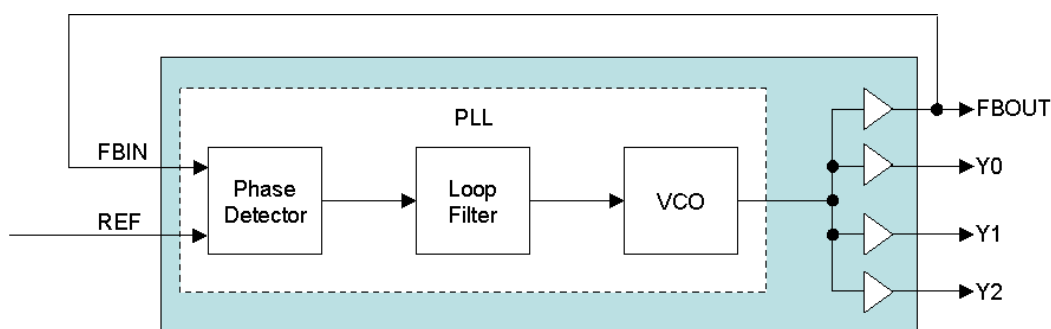 FBOUT
PLL
FBIN
Y0
Phase
Detector
Loop
Filter
VCO
REF
Y1
Y2